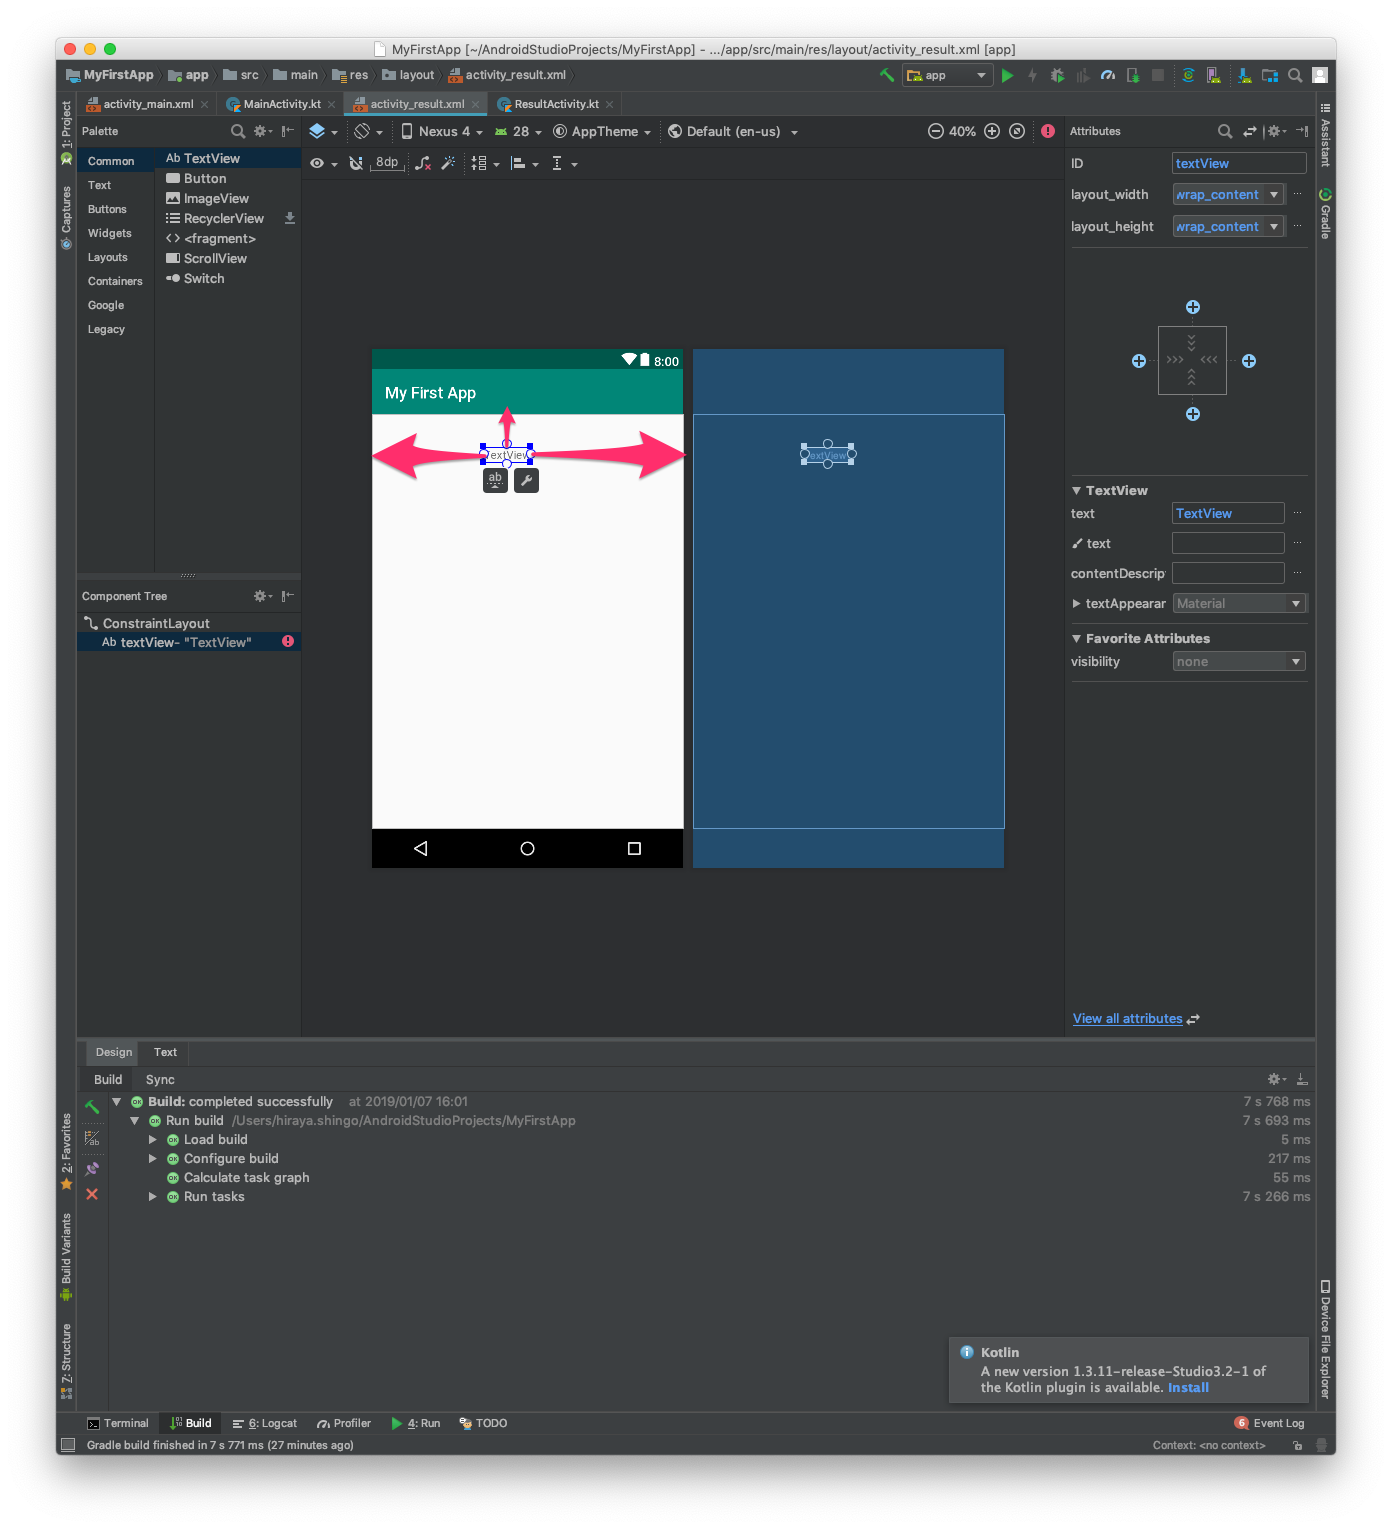 MyFirstApp [~/AndroidStudioProjects/MyFirstApp] - .../app/src/main/res/layout/activity_result.xml [app]
MyFirstApp app src main res layout activity_result.xml
app
activity_main.xml MainActivity.kt activity_result.xml ResultActivity.kt
1: Project
Captures
Palette
Common
Text
Buttons
Widgets
Layouts
Containers
Google
Legacy
Ab TextView
Button
ImageView
RecyclerView
<fragment>
ScrollView
Switch
Nexus 4 28 AppTheme Default (en-us) 40%
8dp
8:00
My First App
TextView
ab
TextView
Component Tree
ConstraintLayout
Ab textView- "TextView"
Attributes
ID textView
layout_width wrap_content
layout_height wrap_content
TextView
text TextView
text
contentDescrip
textAppearar Material
Favorite Attributes
visibility none
View all attributes
Assistant
Gradle
Design Text
Build Sync
Build: completed successfully at 2019/01/07 16:01 7 s 768 ms
Run build /Users/hiraya.shingo/AndroidStudioProjects/MyFirstApp 7 s 693 ms
Load build 5 ms
Configure build 217 ms
Calculate task graph 55 ms
Run tasks 7 s 266 ms
2: Favorites
Build Variants
Z: Structure
Device File Explorer
Kotlin
A new version 1.3.11-release-Studio3.2-1 of
the Kotlin plugin is available. Install
Terminal Build 6: Logcat Profiler 4: Run TODO 6 Event Log
Gradle build finished in 7 s 771 ms (27 minutes ago) Context: <no context>